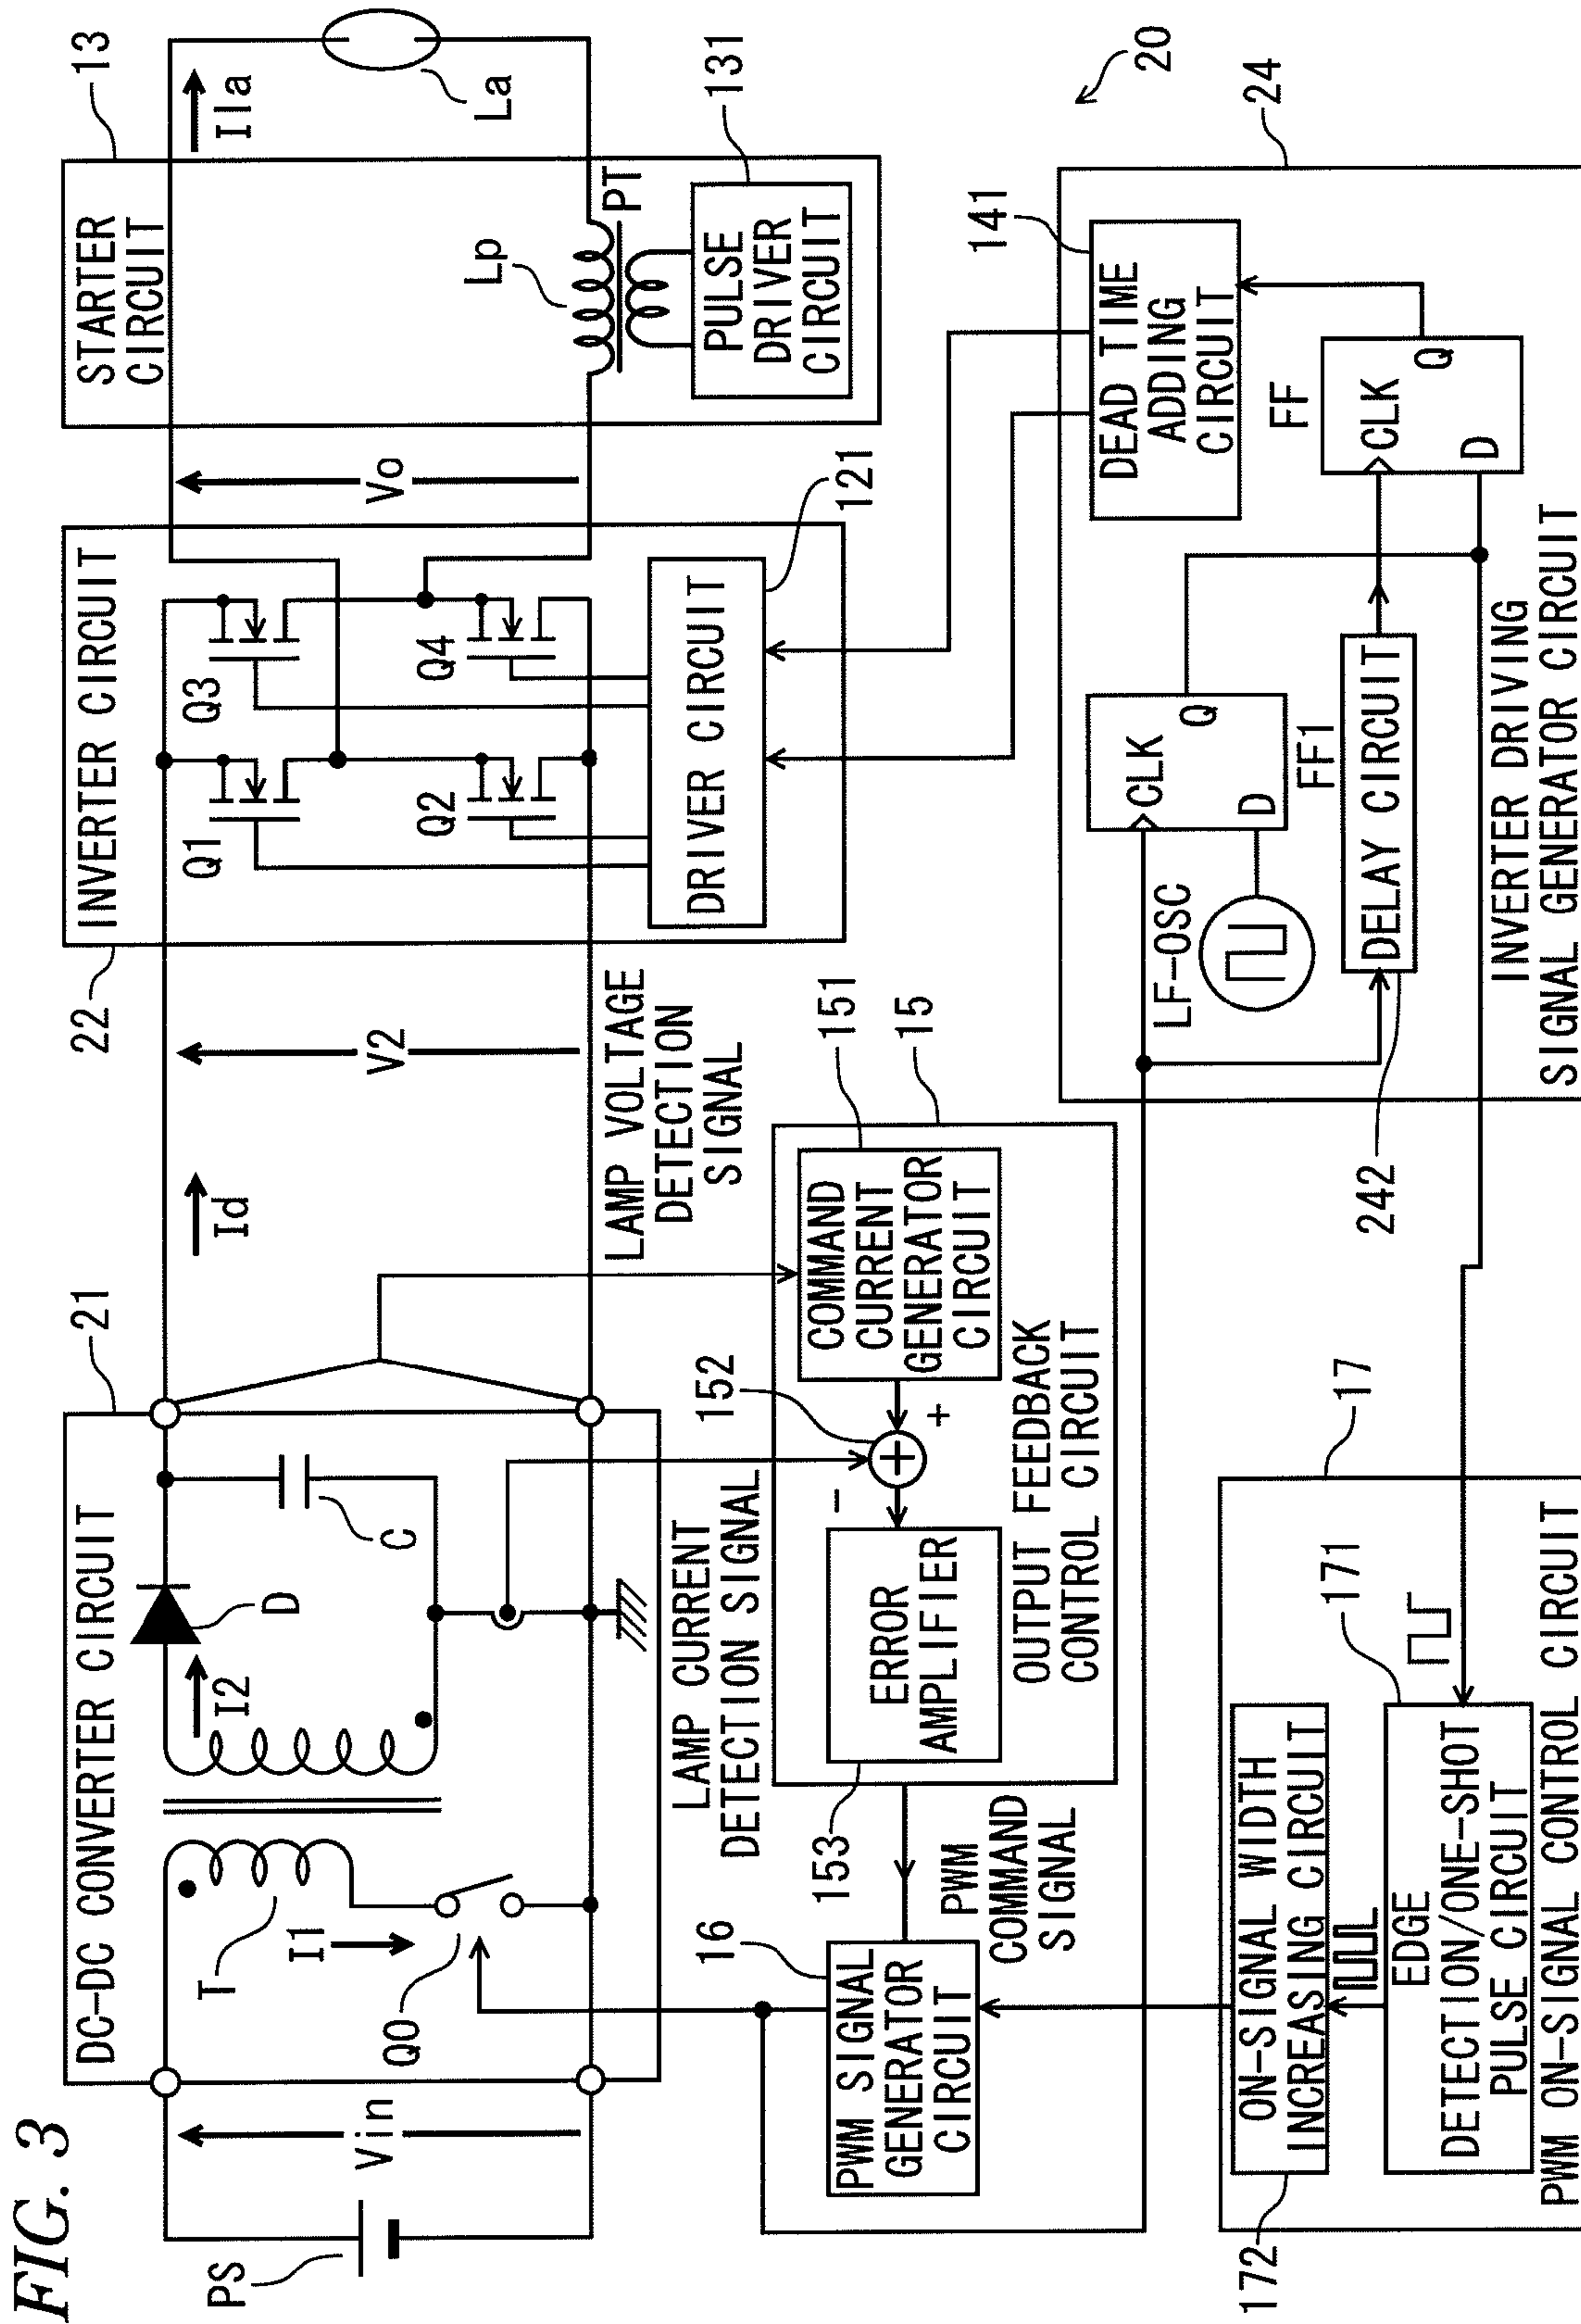 FIG. 3
DC-DC CONVERTER CIRCUIT
21
PS
Vin
T
I1
Q0
I2
D
C
Id
V2
22
INVERTER CIRCUIT
Q1
Q3
Q2
Q4
DRIVER CIRCUIT
121
Vo
STARTER
CIRCUIT
13
Lp
PT
PULSE
DRIVER
CIRCUIT
131
Ila
La
20
LAMP CURRENT
DETECTION SIGNAL
LAMP VOLTAGE
DETECTION
SIGNAL
16
PWM SIGNAL
GENERATOR
CIRCUIT
PWM
COMMAND
SIGNAL
153
ERROR
AMPLIFIER
152
-
+
COMMAND
CURRENT
GENERATOR
CIRCUIT
151
15
OUTPUT FEEDBACK
CONTROL CIRCUIT
172
ON-SIGNAL WIDTH
INCREASING CIRCUIT
EDGE
DETECTION/ONE-SHOT
PULSE CIRCUIT
171
17
PWM ON-SIGNAL CONTROL CIRCUIT
LF-OSC
CLK
Q
D
FF1
DELAY CIRCUIT
242
DEAD TIME
ADDING
CIRCUIT
141
FF
CLK
Q
D
24
INVERTER DRIVING
SIGNAL GENERATOR CIRCUIT